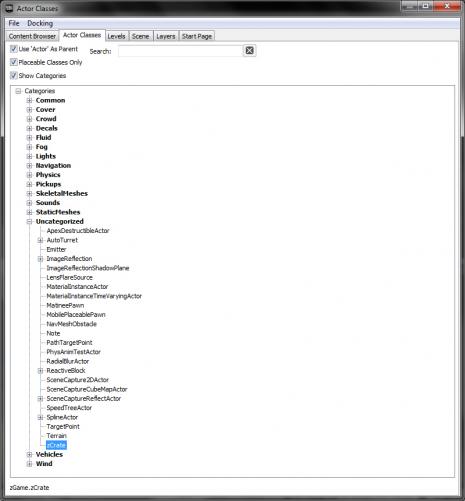 Actor Classes
File Docking
Content Browser Actor Classes Levels Scene Layers Start Page
Use 'Actor' As Parent Search:
Placeable Classes Only
Show Categories
Categories
Common
Cover
Crowd
Decals
Fluid
Fog
Lights
Navigation
Physics
Pickups
SkeletalMeshes
Sounds
StaticMeshes
Uncategorized
ApexDestructibleActor
AutoTurret
Emitter
ImageReflection
ImageReflectionShadowPlane
LensFlareSource
MaterialInstanceActor
MaterialInstanceTimeVaryingActor
MatineePawn
MobilePlaceablePawn
NavMeshObstacle
Note
PathTargetPoint
PhysAnimTestActor
RadialBlurActor
ReactiveBlock
SceneCapture2DActor
SceneCaptureCubeMapActor
SceneCaptureReflectActor
SpeedTreeActor
SplineActor
TargetPoint
Terrain
zCrate
Vehicles
Wind
zGame.zCrate